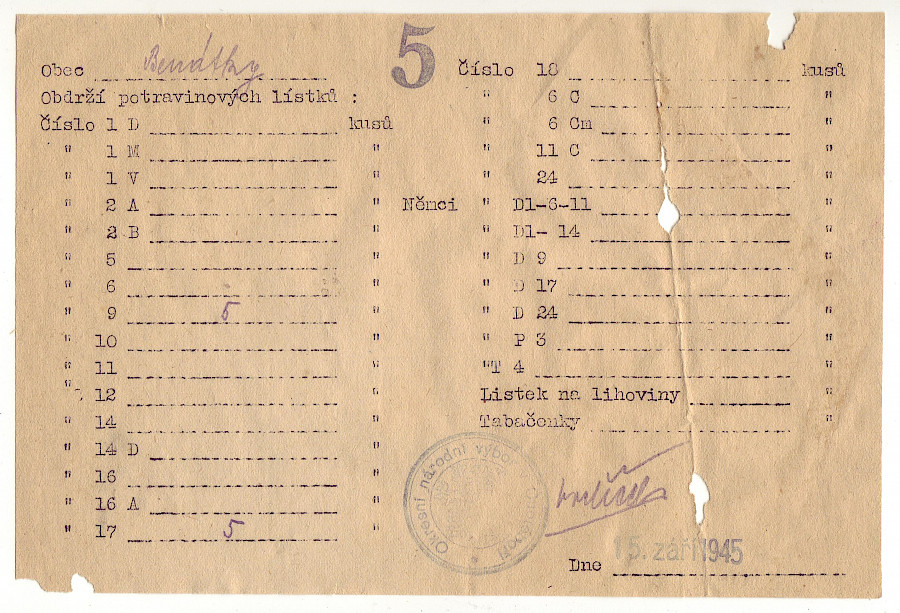 5
Obec Benátky
Obdrží potravinových lístků :
Číslo 1 D kusů
" 1 M "
" 1 V "
" 2 A "
" 2 B "
" 5 "
" 6 "
" 9 5 "
" 10 "
" 11 "
" 12 "
" 14 "
" 14 D "
" 16 "
" 16 A "
" 17 5 "
Číslo 18 kusů
" 6 C "
" 6 Cm "
" 11 C "
" 24 "
Němci " D1-6-11 "
" D1- 14 "
" D 9 "
" D 17 "
" D 24 "
" P 3 "
"T 4 "
Lístek na lihoviny "
Tabačenky "
Okresní národní výbor
Dne 15. září 1945